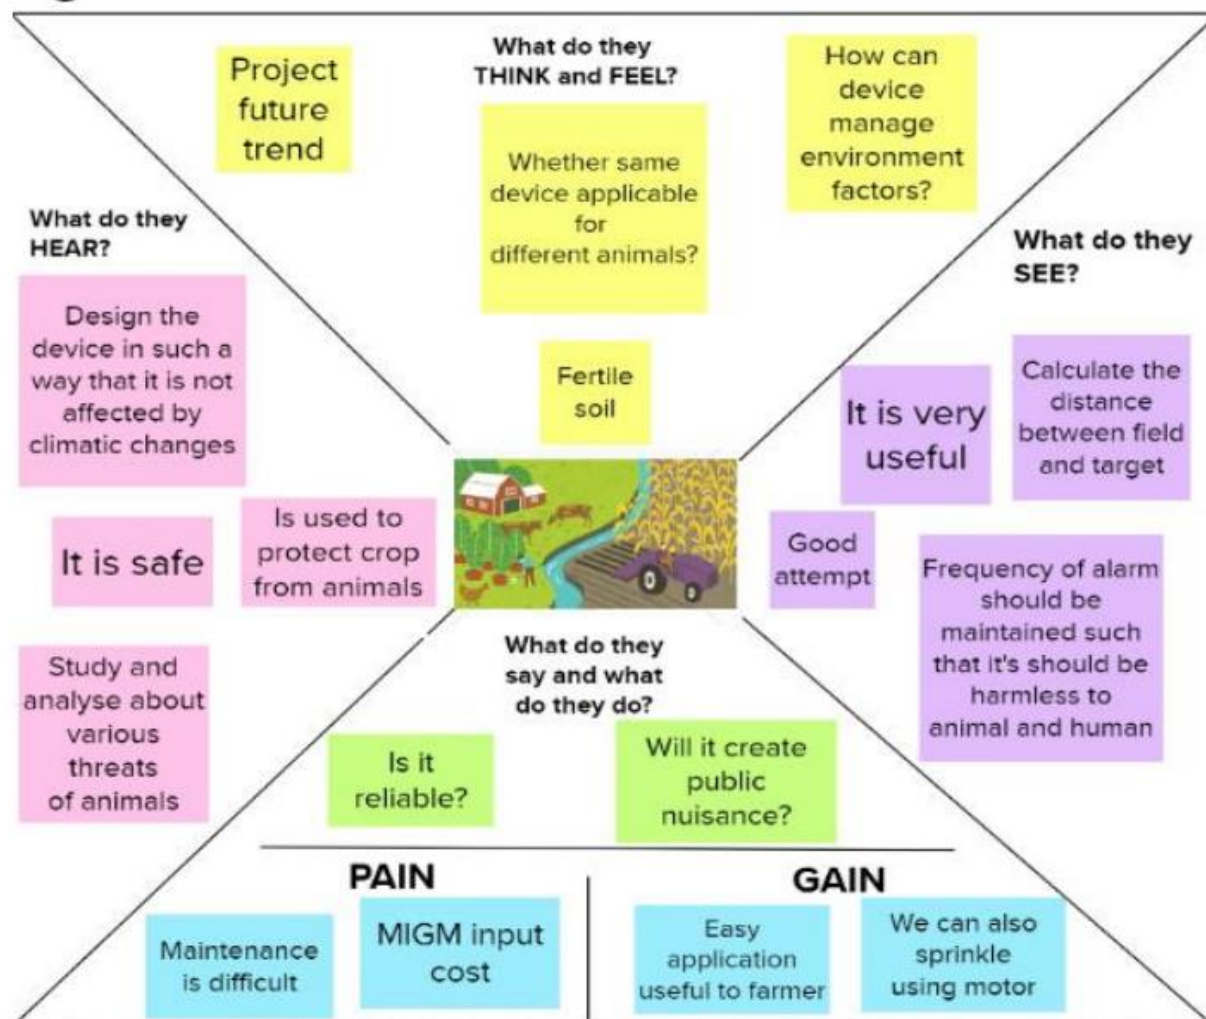 What do they
THINK and FEEL?
Project
future
trend
Whether same
device applicable
for
different animals?
How can
device
manage
environment
factors?
Fertile
soil
What do they
HEAR?
Design the
device in such a
way that it is not
affected by
climatic changes
It is safe
Is used to
protect crop
from animals
Study and
analyse about
various
threats
of animals
What do they
SEE?
It is very
useful
Calculate the
distance
between field
and target
Good
attempt
Frequency of alarm
should be
maintained such
that it's should be
harmless to
animal and human
What do they
say and what
do they do?
Is it
reliable?
Will it create
public
nuisance?
PAIN
Maintenance
is difficult
MIGM input
cost
GAIN
Easy
application
useful to farmer
We can also
sprinkle
using motor